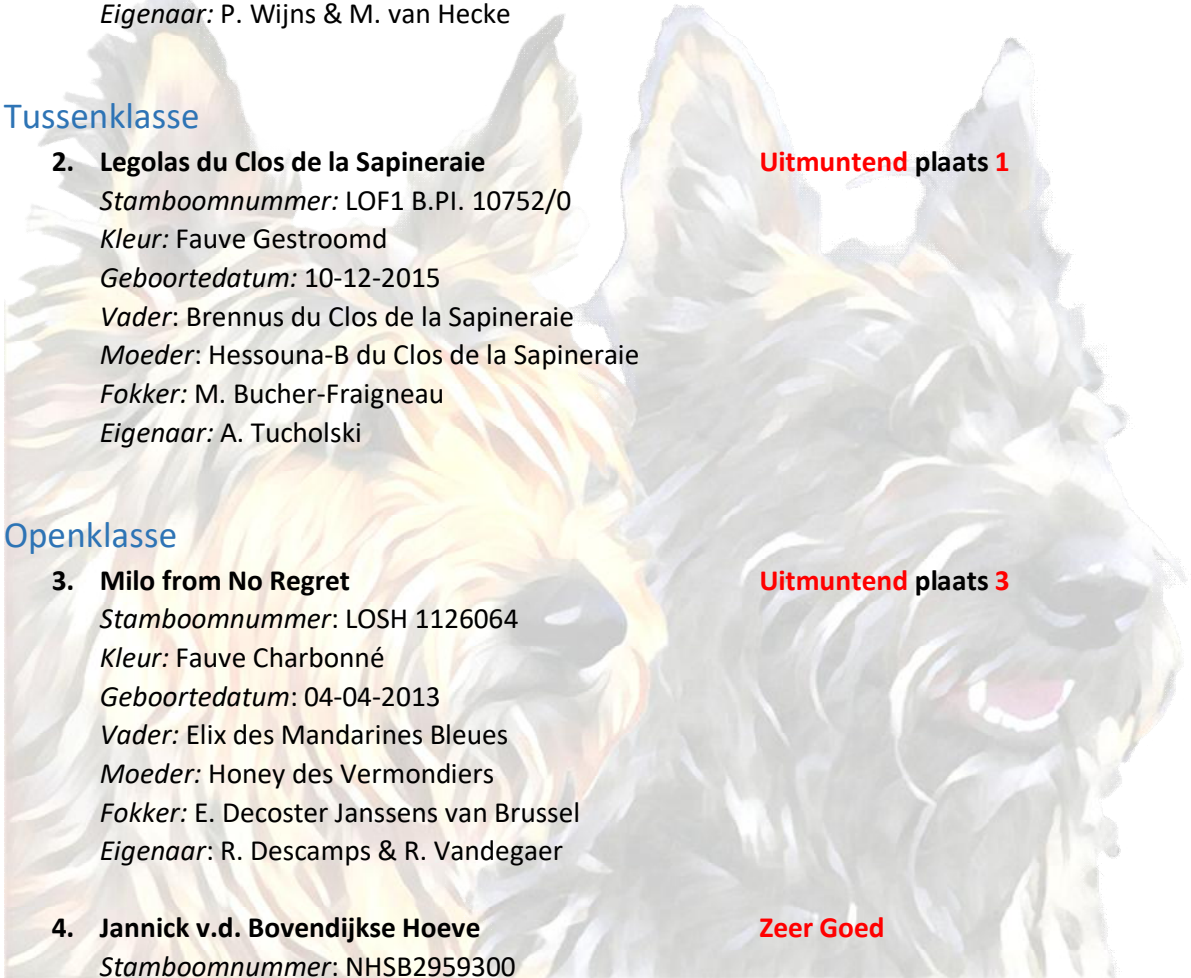 Eigenaar: P. Wijns & M. van Hecke
Tussenklasse
2. Legolas du Clos de la Sapineraie Uitmuntend plaats 1
Stamboomnummer: LOF1 B.PI. 10752/0
Kleur: Fauve Gestroomd
Geboortedatum: 10-12-2015
Vader: Brennus du Clos de la Sapineraie
Moeder: Hessouna-B du Clos de la Sapineraie
Fokker: M. Bucher-Fraigneau
Eigenaar: A. Tucholski
Openklasse
3. Milo from No Regret Uitmuntend plaats 3
Stamboomnummer: LOSH 1126064
Kleur: Fauve Charbonné
Geboortedatum: 04-04-2013
Vader: Elix des Mandarines Bleues
Moeder: Honey des Vermondiers
Fokker: E. Decoster Janssens van Brussel
Eigenaar: R. Descamps & R. Vandegaer
4. Jannick v.d. Bovendijkse Hoeve Zeer Goed
Stamboomnummer: NHSB2959300